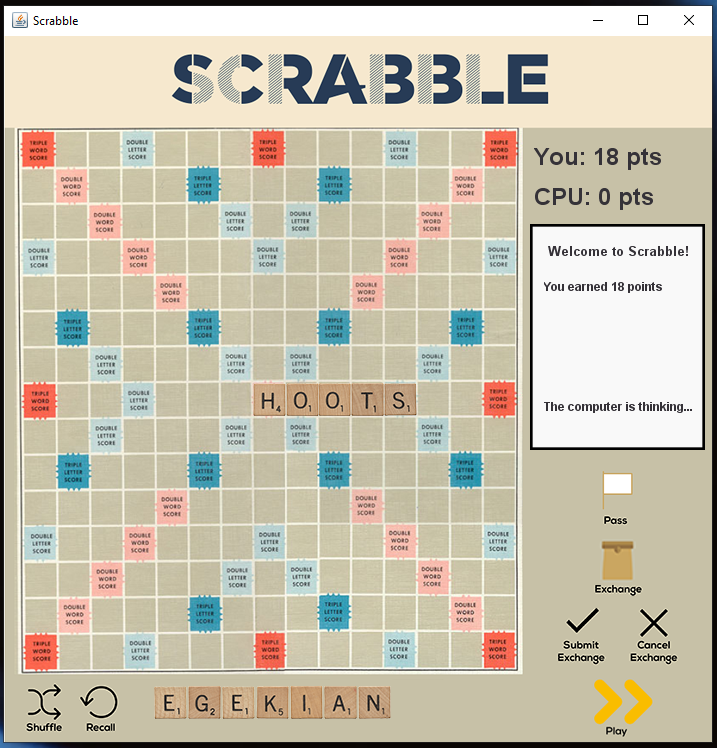 Scrabble
SCRABBLE
TRIPLE WORD SCORE DOUBLE LETTER SCORE TRIPLE WORD SCORE DOUBLE LETTER SCORE TRIPLE WORD SCORE
DOUBLE WORD SCORE TRIPLE LETTER SCORE TRIPLE LETTER SCORE DOUBLE WORD SCORE
DOUBLE WORD SCORE DOUBLE LETTER SCORE DOUBLE LETTER SCORE DOUBLE WORD SCORE
DOUBLE LETTER SCORE DOUBLE WORD SCORE DOUBLE LETTER SCORE DOUBLE WORD SCORE DOUBLE LETTER SCORE
DOUBLE WORD SCORE DOUBLE WORD SCORE
TRIPLE LETTER SCORE TRIPLE LETTER SCORE TRIPLE LETTER SCORE TRIPLE LETTER SCORE
DOUBLE LETTER SCORE DOUBLE LETTER SCORE DOUBLE LETTER SCORE DOUBLE LETTER SCORE
TRIPLE WORD SCORE DOUBLE LETTER SCORE H4 O1 O1 T1 S1 TRIPLE WORD SCORE
DOUBLE LETTER SCORE DOUBLE LETTER SCORE DOUBLE LETTER SCORE DOUBLE LETTER SCORE
TRIPLE LETTER SCORE TRIPLE LETTER SCORE TRIPLE LETTER SCORE TRIPLE LETTER SCORE
DOUBLE WORD SCORE DOUBLE WORD SCORE
DOUBLE LETTER SCORE DOUBLE WORD SCORE DOUBLE LETTER SCORE DOUBLE WORD SCORE DOUBLE LETTER SCORE
DOUBLE WORD SCORE DOUBLE LETTER SCORE DOUBLE LETTER SCORE DOUBLE WORD SCORE
DOUBLE WORD SCORE TRIPLE LETTER SCORE TRIPLE LETTER SCORE DOUBLE WORD SCORE
TRIPLE WORD SCORE DOUBLE LETTER SCORE TRIPLE WORD SCORE DOUBLE LETTER SCORE TRIPLE WORD SCORE
You: 18 pts
CPU: 0 pts
Welcome to Scrabble!
You earned 18 points
The computer is thinking...
Pass
Exchange
Submit Exchange
Cancel Exchange
Play
Shuffle
Recall
E1 G2 E1 K5 I1 A1 N1